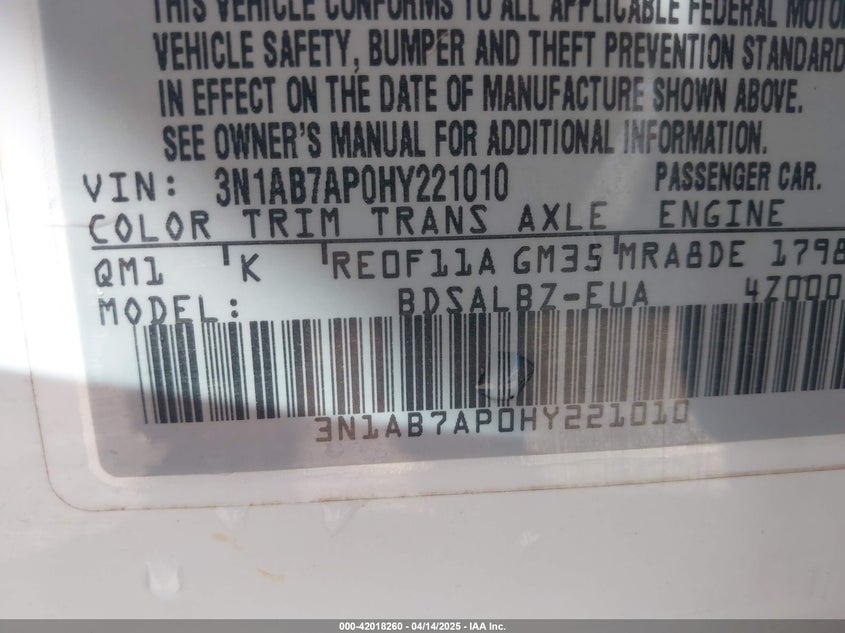 THIS VEHICLE CONFORMS TO ALL APPLICABLE FEDERAL MOTOR
VEHICLE SAFETY, BUMPER AND THEFT PREVENTION STANDARD
IN EFFECT ON THE DATE OF MANUFACTURE SHOWN ABOVE.
SEE OWNER'S MANUAL FOR ADDITIONAL INFORMATION.
VIN: 3N1AB7AP0HY221010 PASSENGER CAR.
COLOR TRIM TRANS AXLE ENGINE
QM1 K RE0F11A GM35 MRA8DE 1798
MODEL: BDSALBZ-EUA 4Z000
3N1AB7AP0HY221010
000-42018260 - 04/14/2025 - IAA Inc.